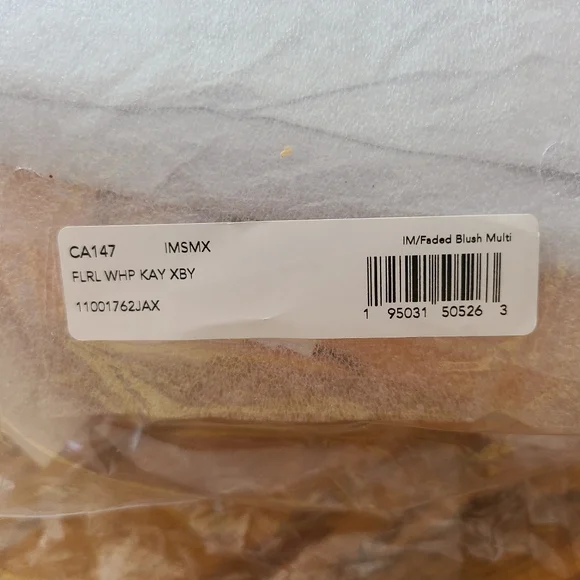 CA147 IMSMX
FLRL WHP KAY XBY
11001762JAX
IM/Faded Blush Multi
1 95031 50526 3